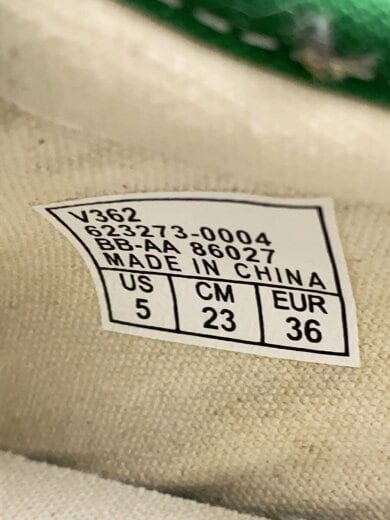 V362
623273-0004
BB-AA 86027
MADE IN CHINA
US CM EUR
5 23 36